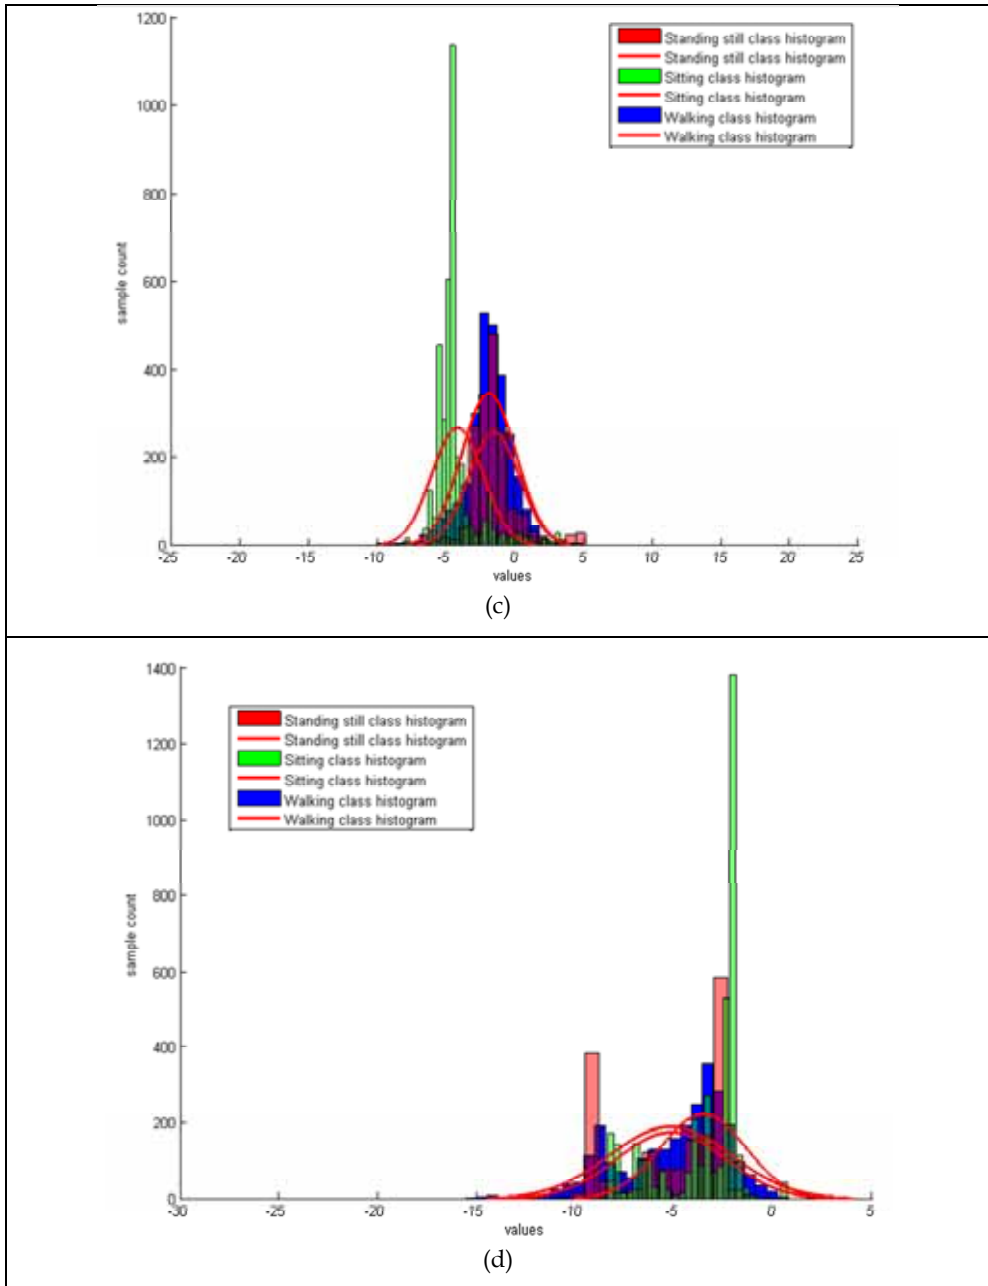 1200
1000
800
600
400
200
0
sample count
-25
-20
-15
-10
-5
0
5
10
15
20
25
values
Standing still class histogram
Standing still class histogram
Sitting class histogram
Sitting class histogram
Walking class histogram
Walking class histogram
(c)
1400
1200
1000
800
600
400
200
0
sample count
-30
-25
-20
-15
-10
-5
0
5
values
Standing still class histogram
Standing still class histogram
Sitting class histogram
Sitting class histogram
Walking class histogram
Walking class histogram
(d)